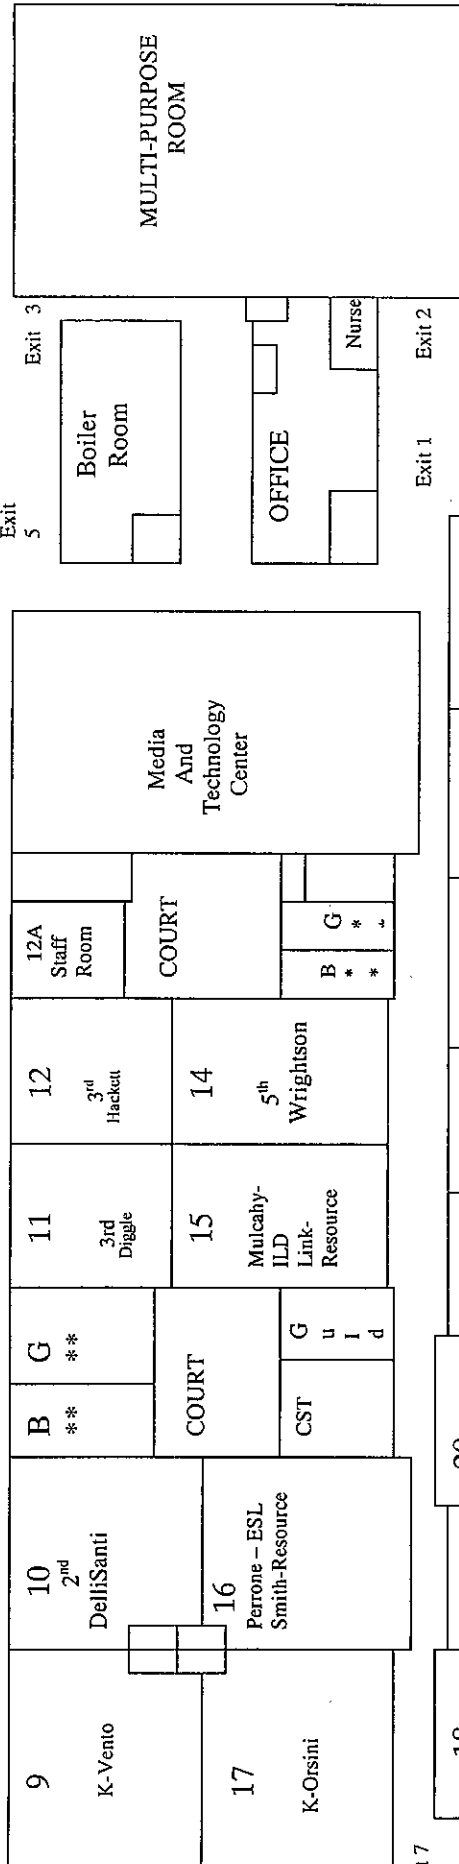 9
K-Vento
10
2nd
DelliSanti
B
**
G
**
11
3rd
Diggle
12
3rd
Hackett
12A
Staff
Room
COURT
COURT
17
K-Orsini
16
Perrone – ESL
Smith-Resource
CST
G
u
I
d
15
Mulcahy-
ILD
Link-
Resource
14
5th
Wrightson
B
*
*
G
*
*
Media
And
Technology
Center
Exit
5
Boiler
Room
Exit 3
OFFICE
Nurse
Exit 1
Exit 2
MULTI-PURPOSE
ROOM